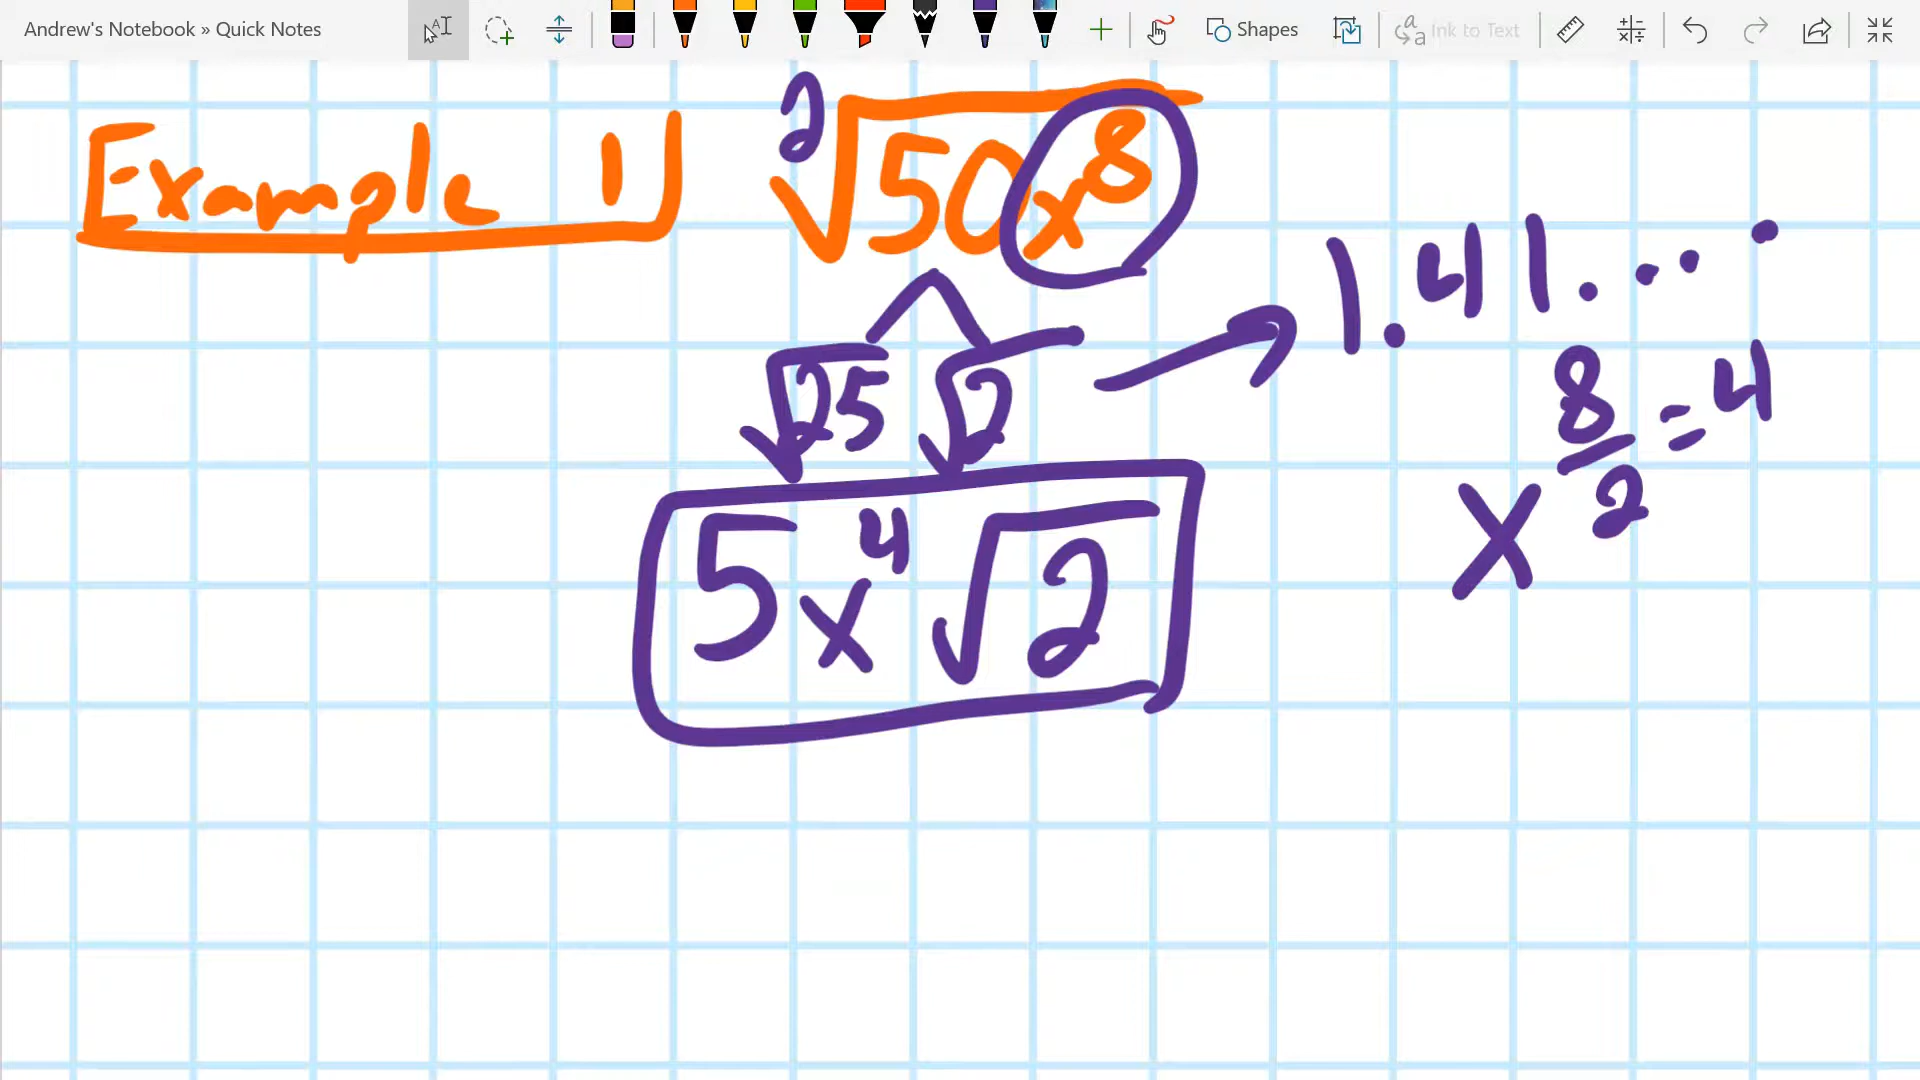 Andrew's Notebook » Quick Notes
Shapes
Link to Text
Example 1
²√50x⁸
√25 √2
1.41....
x^(8/2) = 4
5x⁴√2